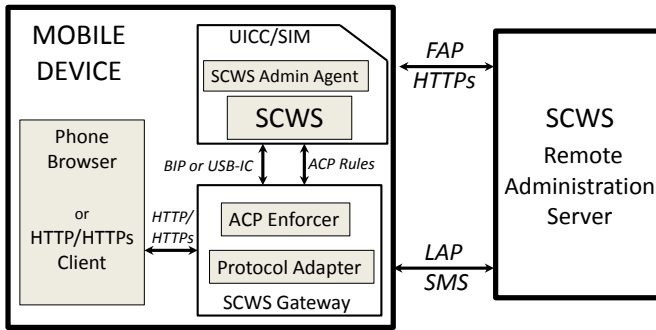 MOBILE
DEVICE
UICC/SIM
SCWS Admin Agent
SCWS
BIP or USB-IC
ACP Rules
Phone
Browser
or
HTTP/HTTPs
Client
HTTP/
HTTPs
ACP Enforcer
Protocol Adapter
SCWS Gateway
FAP
HTTPs
LAP
SMS
SCWS
Remote
Administration
Server